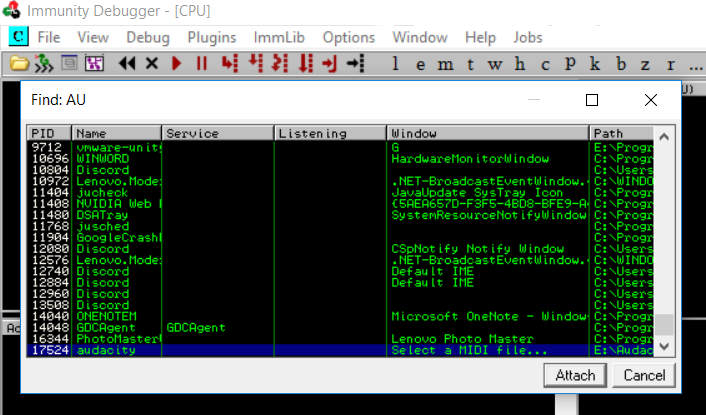 Immunity Debugger - [CPU]
C File View Debug Plugins ImmLib Options Window Help Jobs
l e m t w h c P k b z r ...
Find: AU
PID Name Service Listening Window Path
9712 vmware-unity G E:\Progr
10696 WINWORD HardwareMonitorWindow C:\Progr
10804 Discord C:\Users
10972 Lenovo.Mode .NET-BroadcastEventWindow. C:\WINDO
11404 jucheck JavaUpdate SysTray Icon C:\Progr
11408 NVIDIA Web {5AEA657D-F3F5-4BD8-BFE9-A C:\Progr
11480 DSATray SystemResourceNotifyWindow C:\Progr
11768 jusched C:\Progr
11904 GoogleCrash C:\Progr
12080 Discord CSpNotify Notify Window C:\Users
12576 Lenovo.Mode .NET-BroadcastEventWindow. C:\WINDO
12740 Discord Default IME C:\Users
12884 Discord Default IME C:\Users
12960 Discord C:\Users
13508 Discord C:\Users
14040 ONENOTEM Microsoft OneNote - Window C:\Progr
14048 GDCAgent GDCAgent C:\Progr
16344 PhotoMaster Lenovo Photo Master C:\Progr
17524 audacity Select a MIDI file... E:\Audac
Attach Cancel